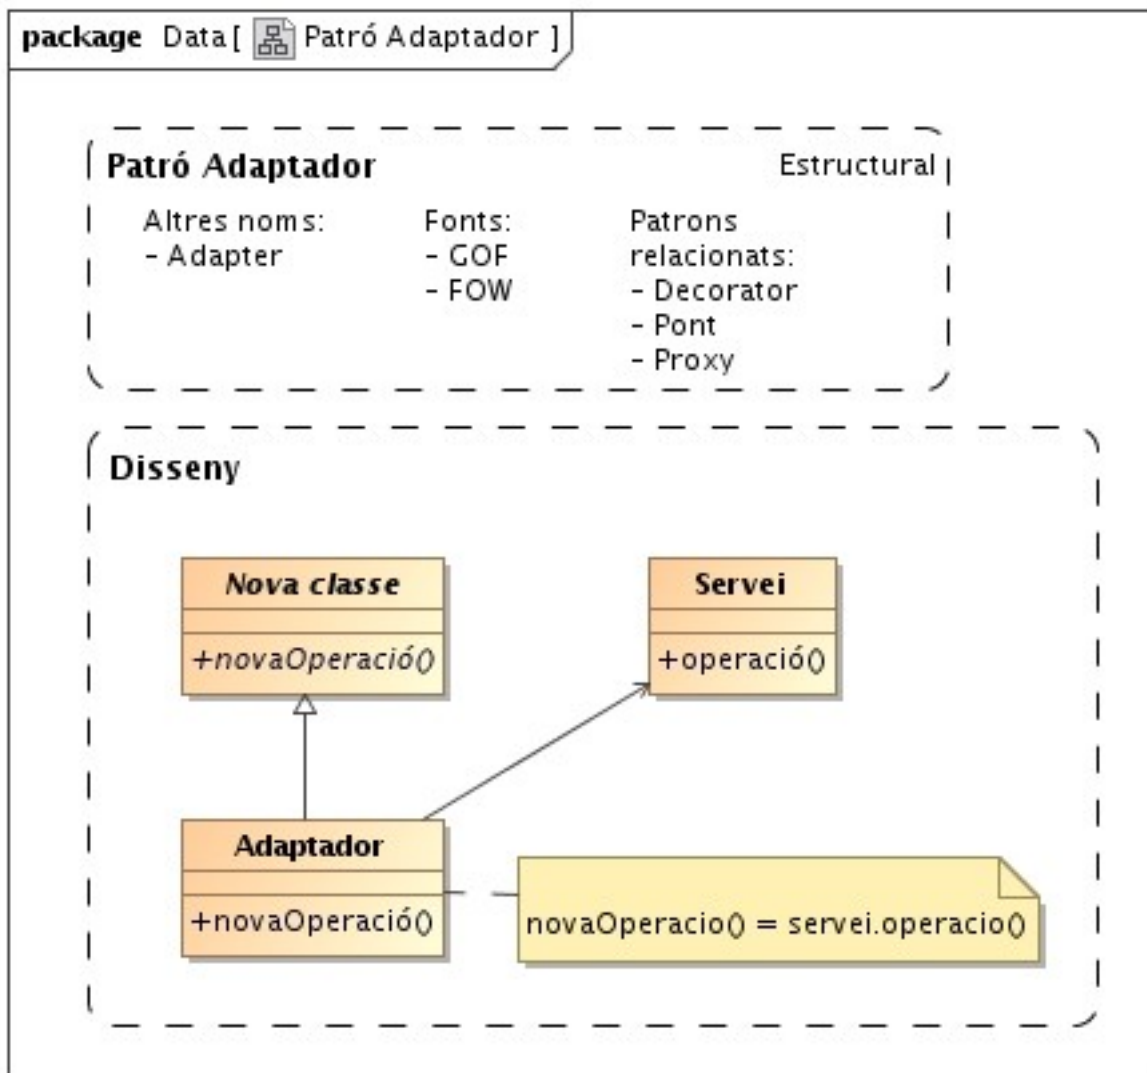 package Data [ Patró Adaptador ]
Patró Adaptador
Estructural
Altres noms:
- Adapter
Fonts:
- GOF
- FOW
Patrons
relacionats:
- Decorator
- Pont
- Proxy
Disseny
Nova classe
+novaOperació()
Servei
+operació()
Adaptador
+novaOperació()
novaOperacio() = servei.operacio()